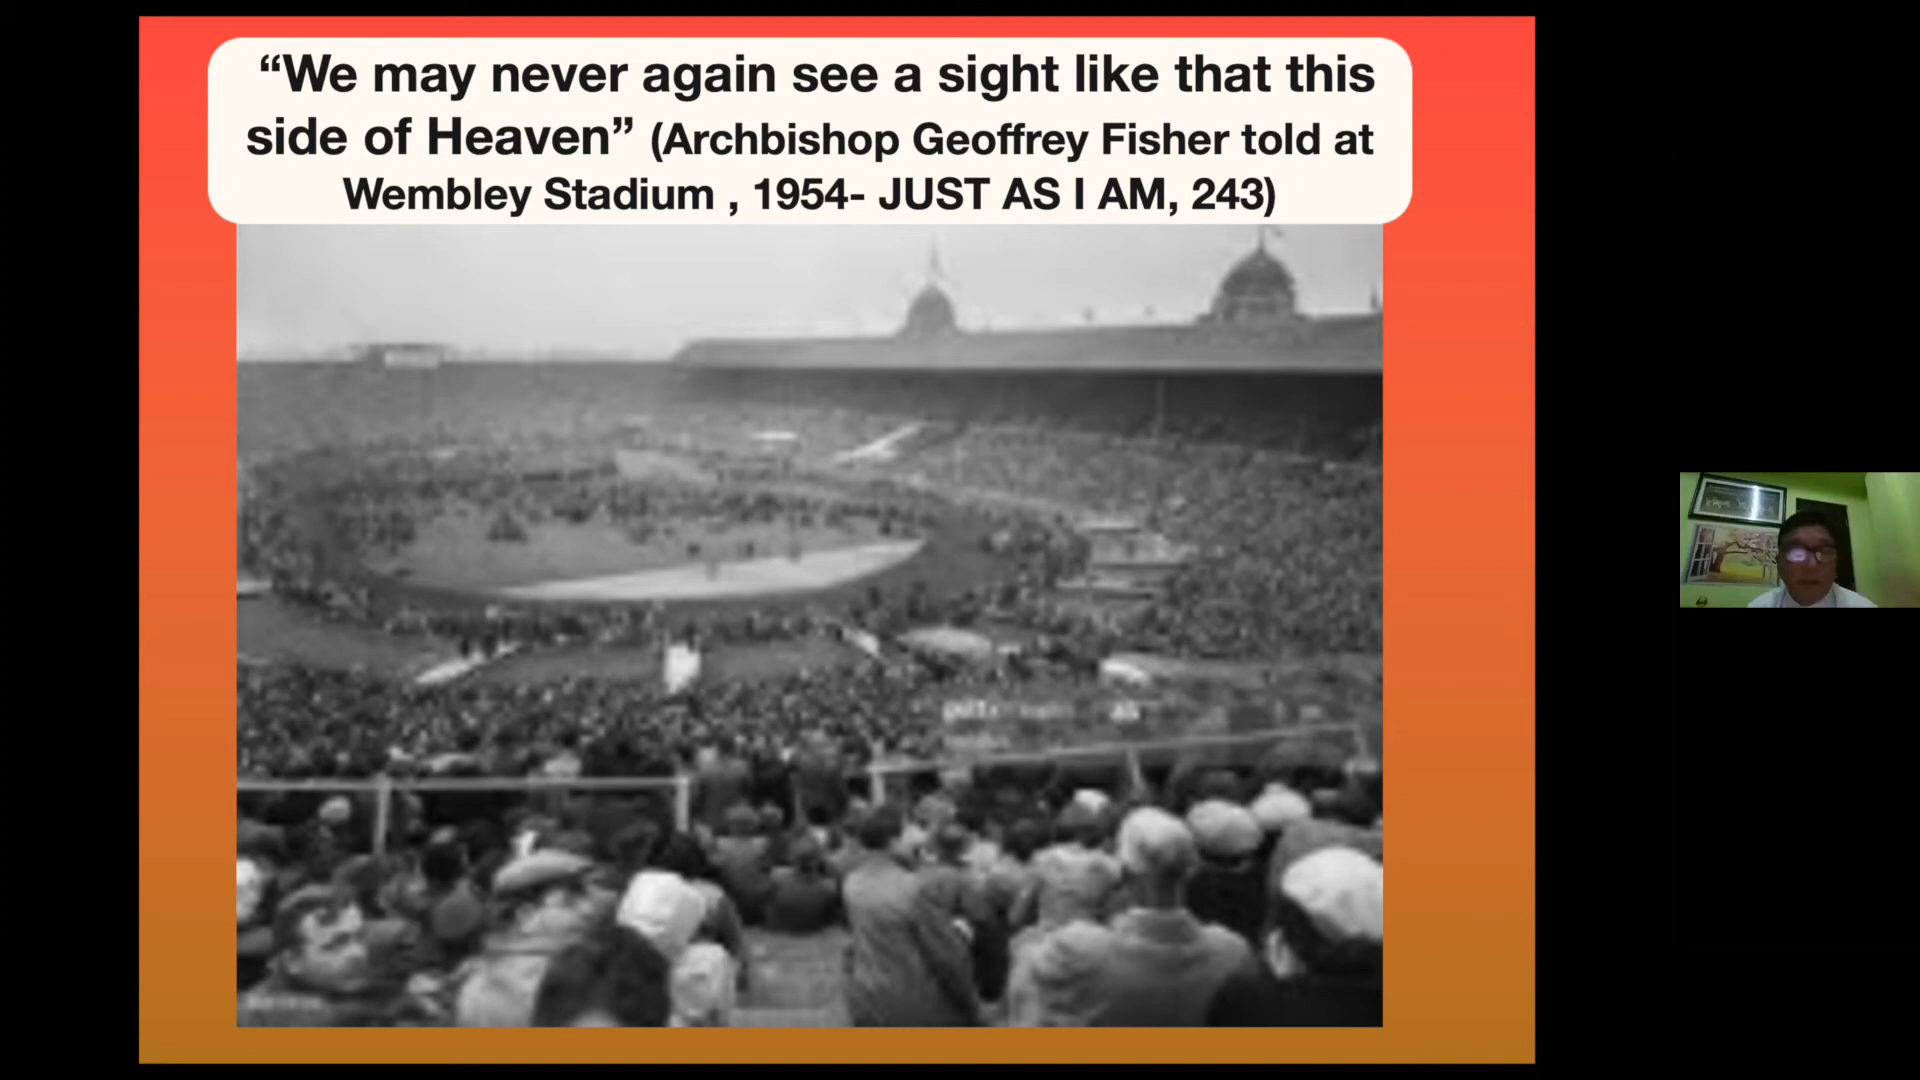 “We may never again see a sight like that this
side of Heaven” (Archbishop Geoffrey Fisher told at
Wembley Stadium , 1954- JUST AS I AM, 243)